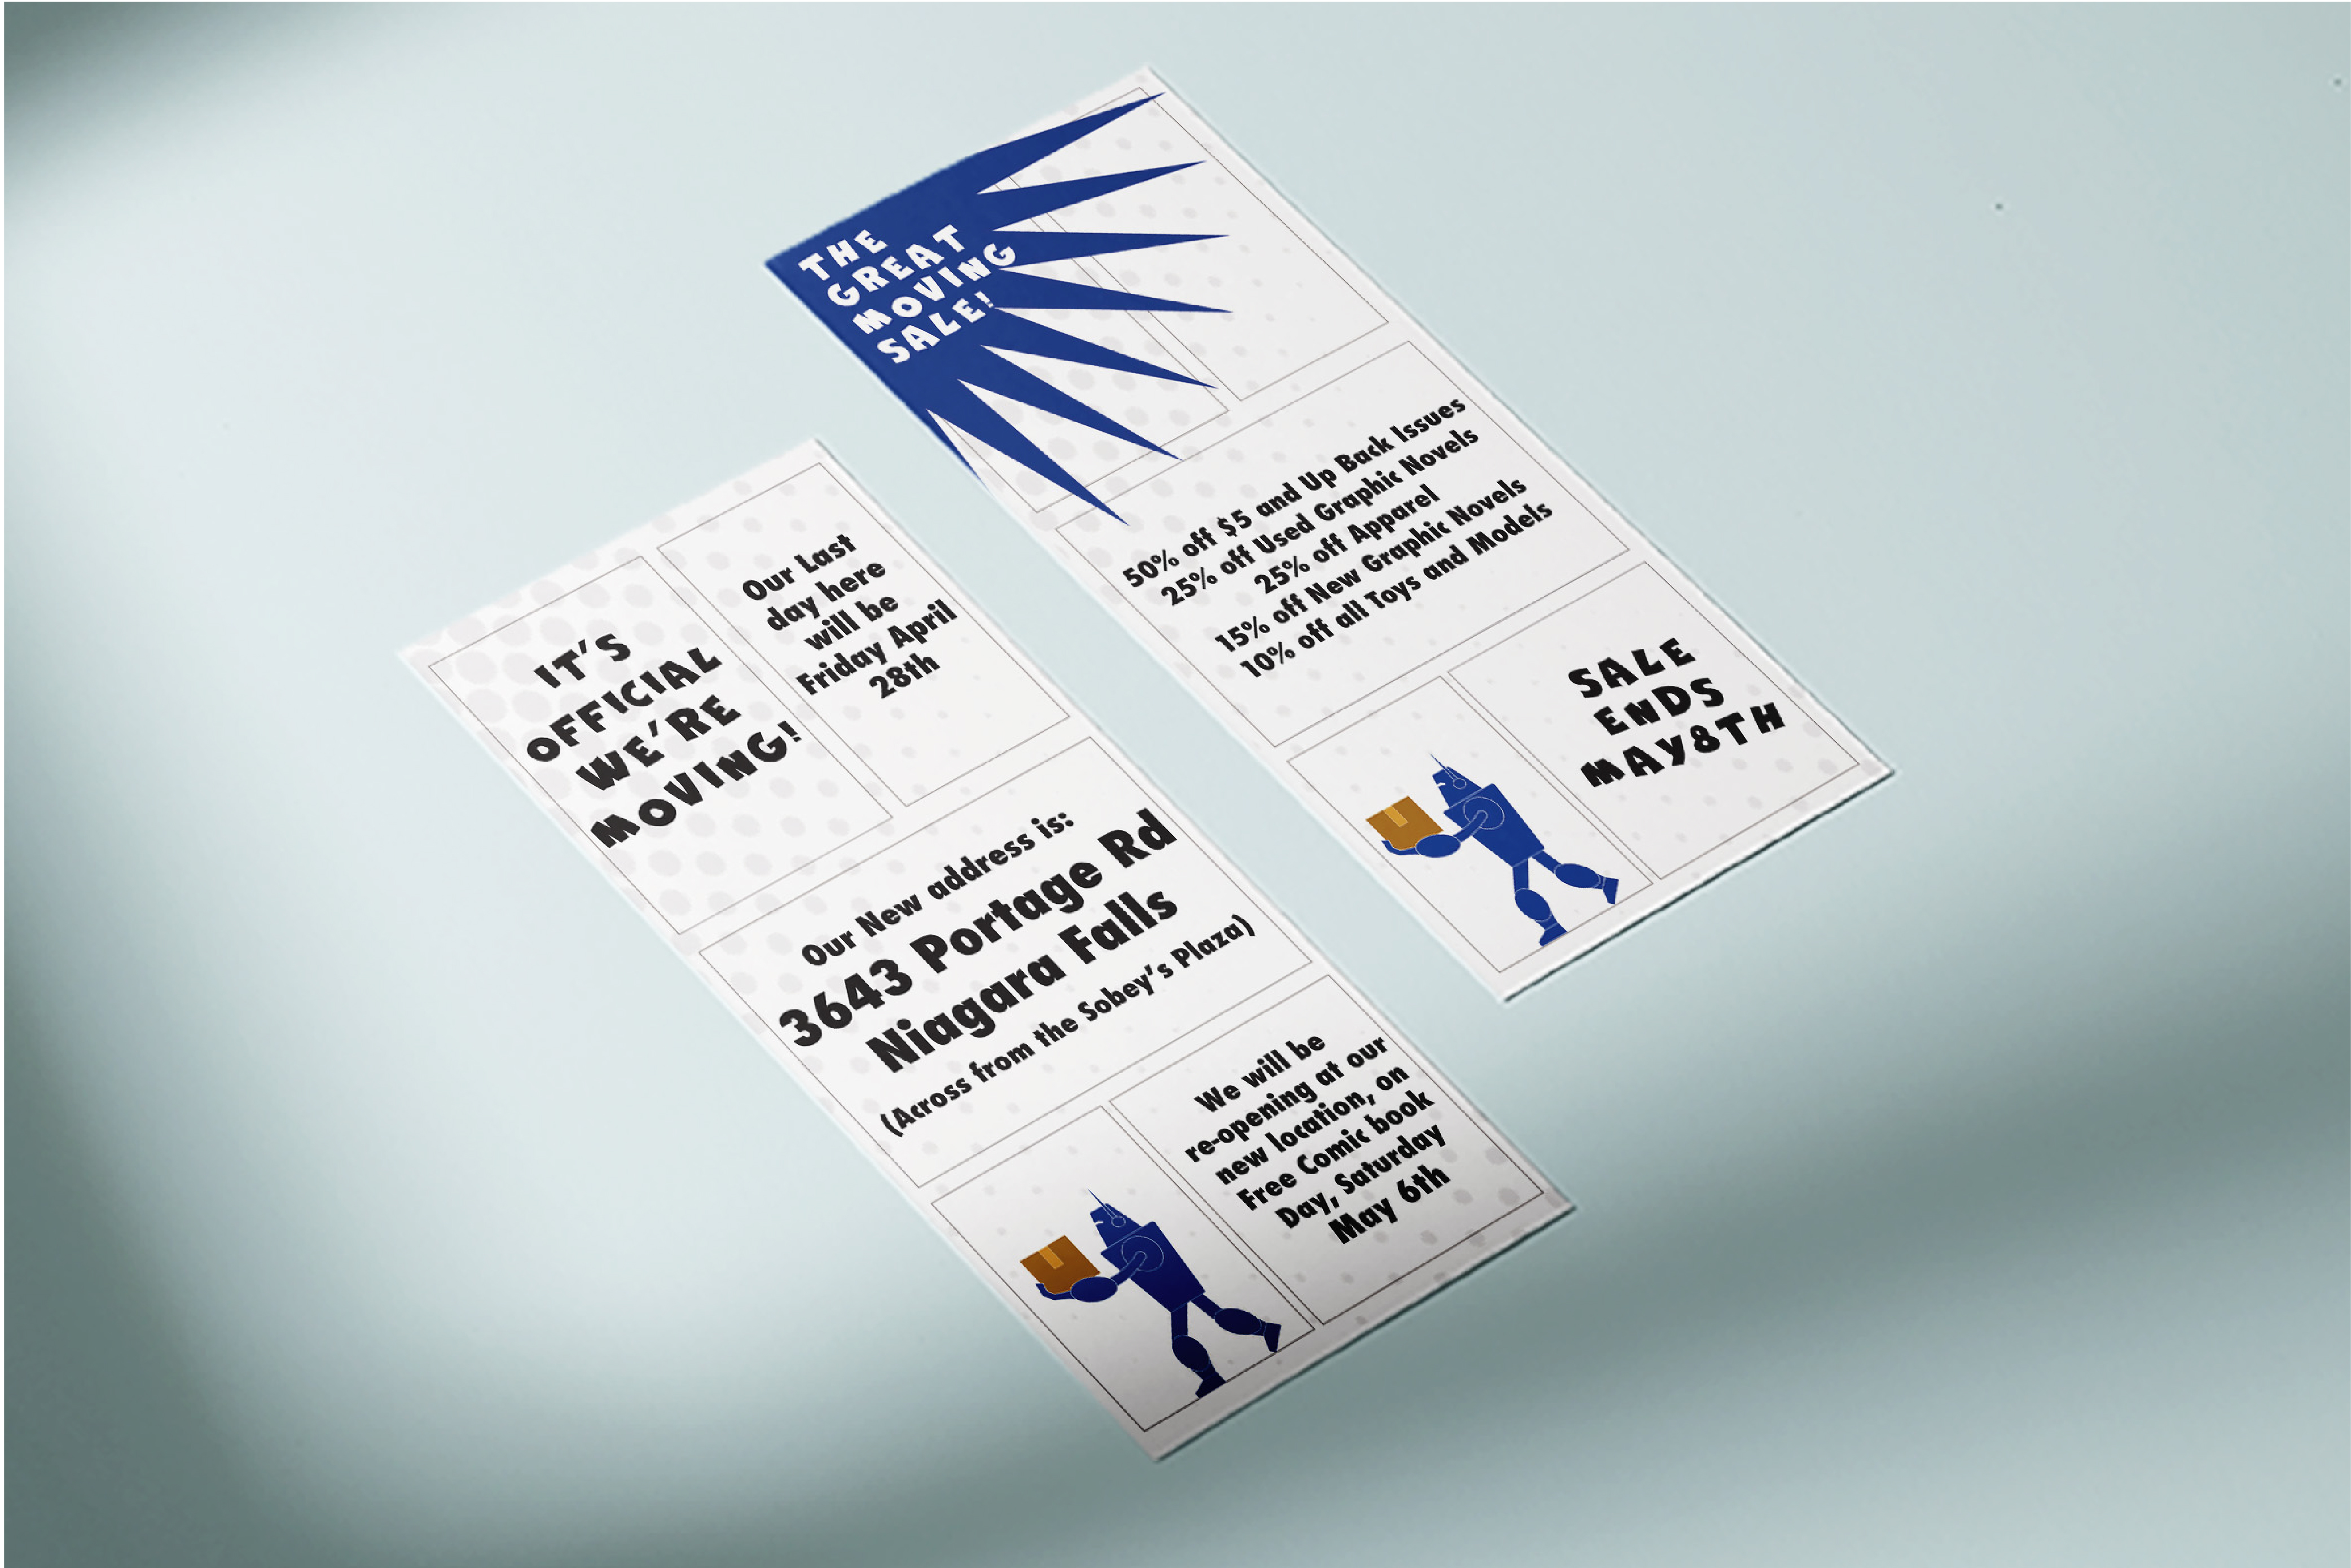 IT'S
OFFICIAL
WE'RE
MOVING!
Our Last
day here
will be
Friday April
28th
Our New address is:
3643 Portage Rd
Niagara Falls
(Across from the Sobey's Plaza)
We will be
re-opening at our
new location, on
Free Comic book
Day, Saturday
May 6th
THE
GREAT
MOVING
SALE!
50% off $5 and Up Back Issues
25% off Used Graphic Novels
25% off Apparel
15% off New Graphic Novels
10% off all Toys and Models
SALE
ENDS
MAY8TH